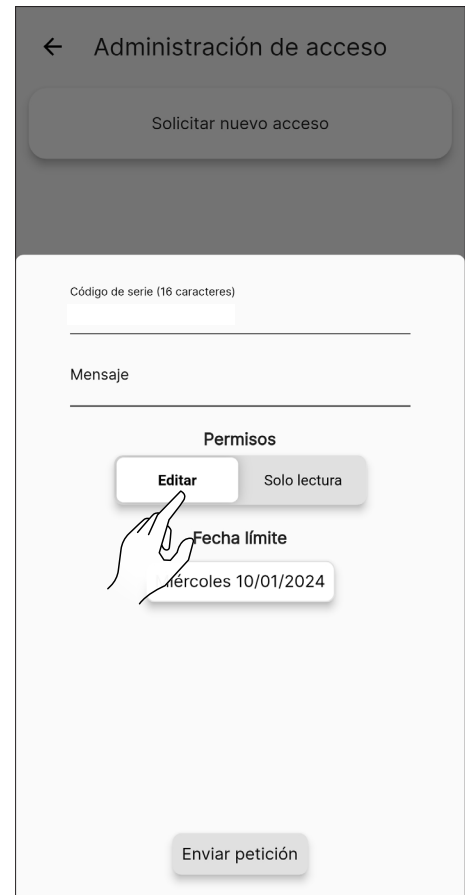 Administración de acceso
Solicitar nuevo acceso
Código de serie (16 caracteres)
Mensaje
Permisos
Editar Solo lectura
Fecha límite
10/01/2024
Enviar petición